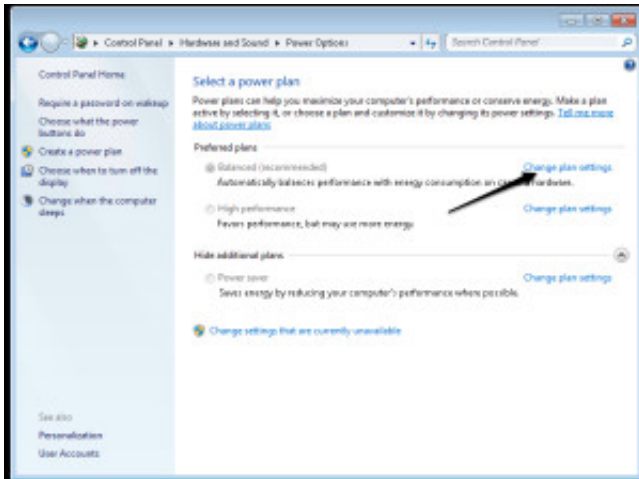 Control Panel ▸ Hardware and Sound ▸ Power Options
Search Control Panel
Control Panel Home
Require a password on wakeup
Choose what the power
buttons do
Create a power plan
Choose when to turn off the
display
Change when the computer
sleeps
See also
Personalization
User Accounts
Select a power plan
Power plans can help you maximize your computer's performance or conserve energy. Make a plan
active by selecting it, or choose a plan and customize it by changing its power settings. Tell me more
about power plans
Preferred plans
Balanced (recommended)
Change plan settings
Automatically balances performance with energy consumption on hardware.
High performance
Change plan settings
Favors performance, but may use more energy.
Hide additional plans
Power saver
Change plan settings
Saves energy by reducing your computer's performance where possible.
Change settings that are currently unavailable